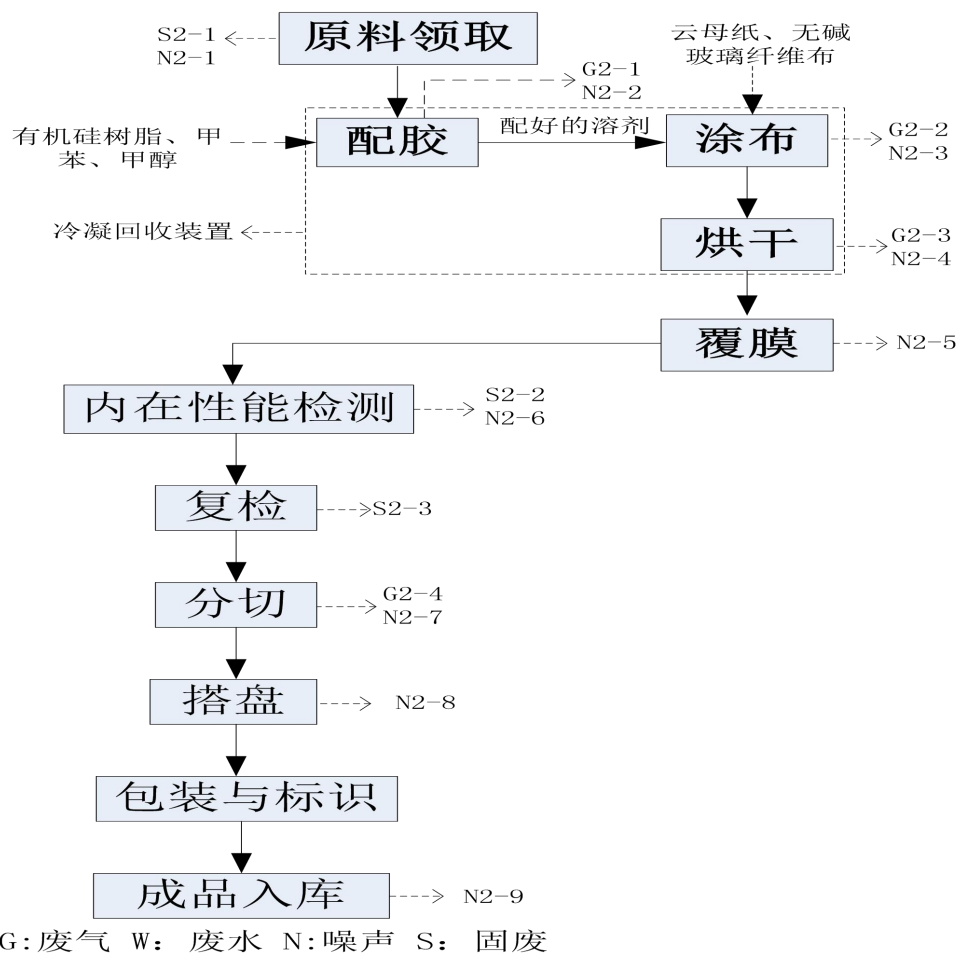 S2-1
N2-1
原料领取
云母纸、无碱
玻璃纤维布
G2-1
N2-2
有机硅树脂、甲
苯、甲醇
配胶
配好的溶剂
涂布
G2-2
N2-3
冷凝回收装置
烘干
G2-3
N2-4
覆膜
N2-5
内在性能检测
S2-2
N2-6
复检
S2-3
分切
G2-4
N2-7
搭盘
N2-8
包装与标识
成品入库
N2-9
G:废气 W：废水 N:噪声 S：固废